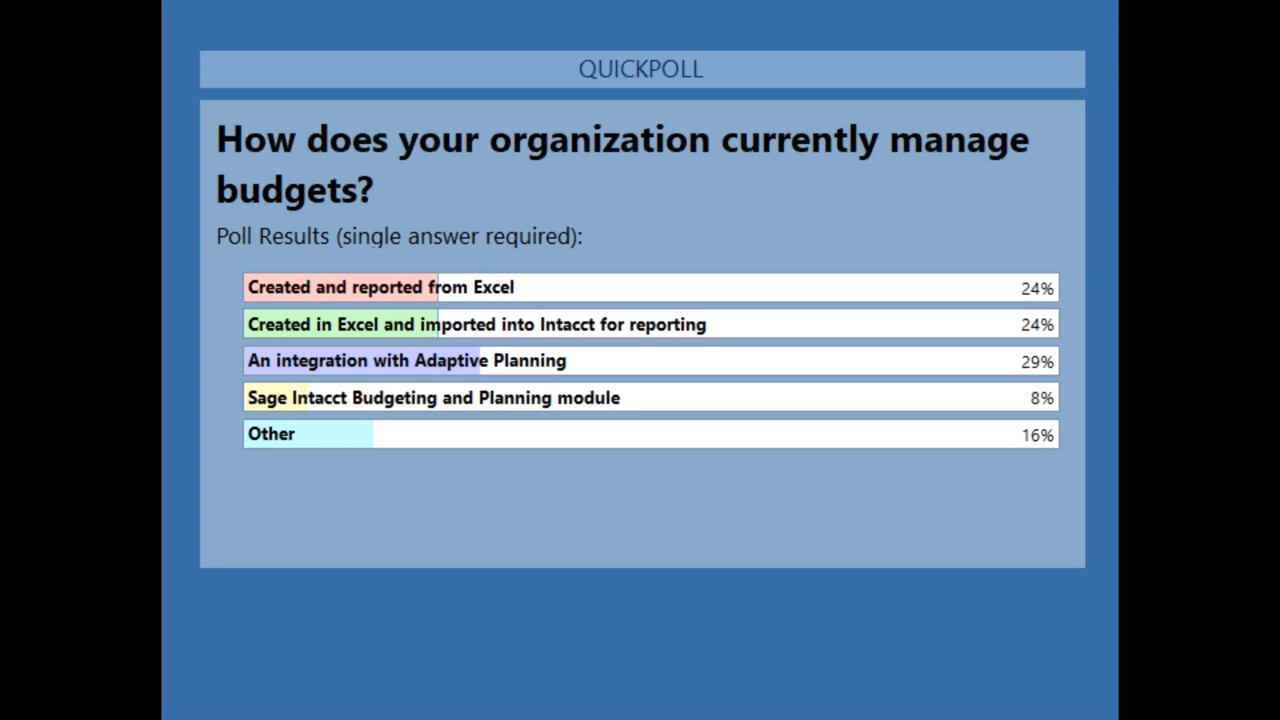 QUICKPOLL
How does your organization currently manage
budgets?
Poll Results (single answer required):
Created and reported from Excel 24%
Created in Excel and imported into Intacct for reporting 24%
An integration with Adaptive Planning 29%
Sage Intacct Budgeting and Planning module 8%
Other 16%